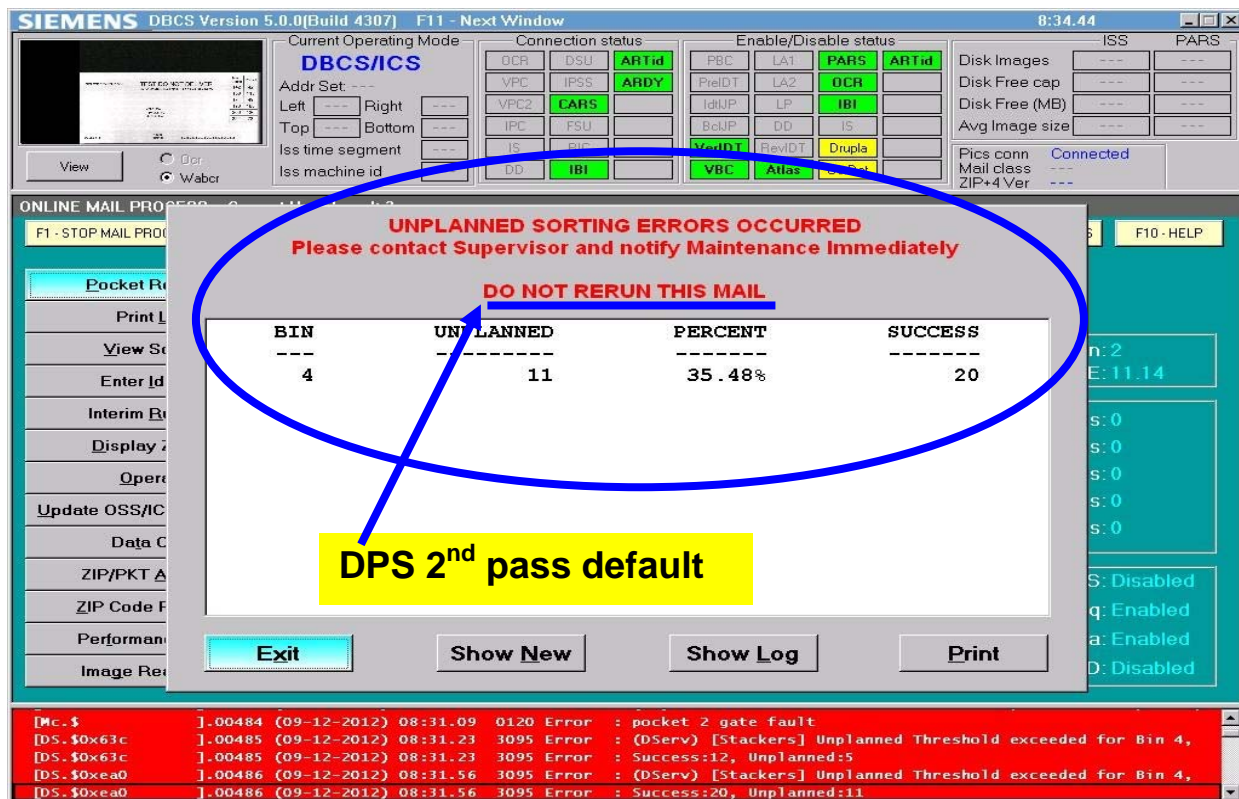 SIEMENS DBCS Version 5.0.0(Build 4307) F11 - Next Window 8:34.44
Current Operating Mode
DBCS/ICS
Addr Set: ---
Left --- Right ---
Top --- Bottom ---
Iss time segment ---
Iss machine id
View
Ocr
Wabcr
Connection status
OCR DSU ARTid
VPC IPSS ARDY
VPC2 CARS
IPC FSU
IS PIC
DD IBI
Enable/Disable status
PBC LA1 PARS ARTid
PreIDT LA2 OCR
IdtIJP LP IBI
BclJP DD IS
VerIDT RevIDT Drupla
VBC Atlas
ISS PARS
Disk Images --- ---
Disk Free cap --- ---
Disk Free (MB) --- ---
Avg Image size --- ---
Pics conn Connected
Mail class ---
ZIP+4 Ver ---
ONLINE MAIL
F1 - STOP MAIL PRO
F10 - HELP
UNPLANNED SORTING ERRORS OCCURRED
Please contact Supervisor and notify Maintenance Immediately
DO NOT RERUN THIS MAIL
BIN UNPLANNED PERCENT SUCCESS
--- --------- ------- -------
4 11 35.48% 20
DPS 2nd pass default
Exit
Show New
Show Log
Print
Pocket Re
Print L
View Sc
Enter Id
Interim Ru
Display
Opera
Update OSS/IC
Data C
ZIP/PKT A
ZIP Code F
Performan
Image Rea
n: 2
E: 11.14
s: 0
s: 0
s: 0
s: 0
s: 0
S: Disabled
q: Enabled
a: Enabled
D: Disabled
[Mc.$ ].00484 (09-12-2012) 08:31.09 0120 Error : pocket 2 gate fault
[DS.$0x63c ].00485 (09-12-2012) 08:31.23 3095 Error : (DServ) [Stackers] Unplanned Threshold exceeded for Bin 4,
[DS.$0x63c ].00485 (09-12-2012) 08:31.23 3095 Error : Success:12, Unplanned:5
[DS.$0xea0 ].00486 (09-12-2012) 08:31.56 3095 Error : (DServ) [Stackers] Unplanned Threshold exceeded for Bin 4,
[DS.$0xea0 ].00486 (09-12-2012) 08:31.56 3095 Error : Success:20, Unplanned:11